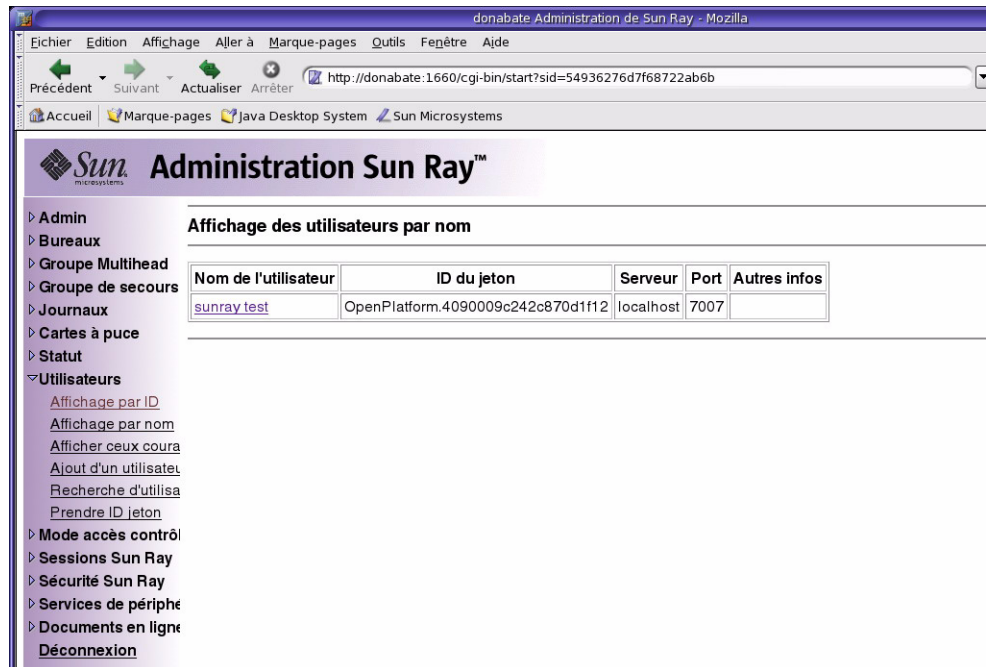 donabate Administration de Sun Ray - Mozilla
Fichier Edition Affichage Aller à Marque-pages Outils Fenêtre Aide
Précédent Suivant Actualiser Arrêter http://donabate:1660/cgi-bin/start?sid=54936276d7f68722ab6b
Accueil Marque-pages Java Desktop System Sun Microsystems
Sun microsystems Administration Sun Ray™
Admin
Bureaux
Groupe Multihead
Groupe de secours
Journaux
Cartes à puce
Statut
Utilisateurs
Affichage par ID
Affichage par nom
Afficher ceux coura
Ajout d'un utilisateu
Recherche d'utilisa
Prendre ID jeton
Mode accès contrôl
Sessions Sun Ray
Sécurité Sun Ray
Services de périphé
Documents en ligne
Déconnexion
Affichage des utilisateurs par nom
Nom de l'utilisateur ID du jeton Serveur Port Autres infos
sunray test OpenPlatform.4090009c242c870d1f12 localhost 7007